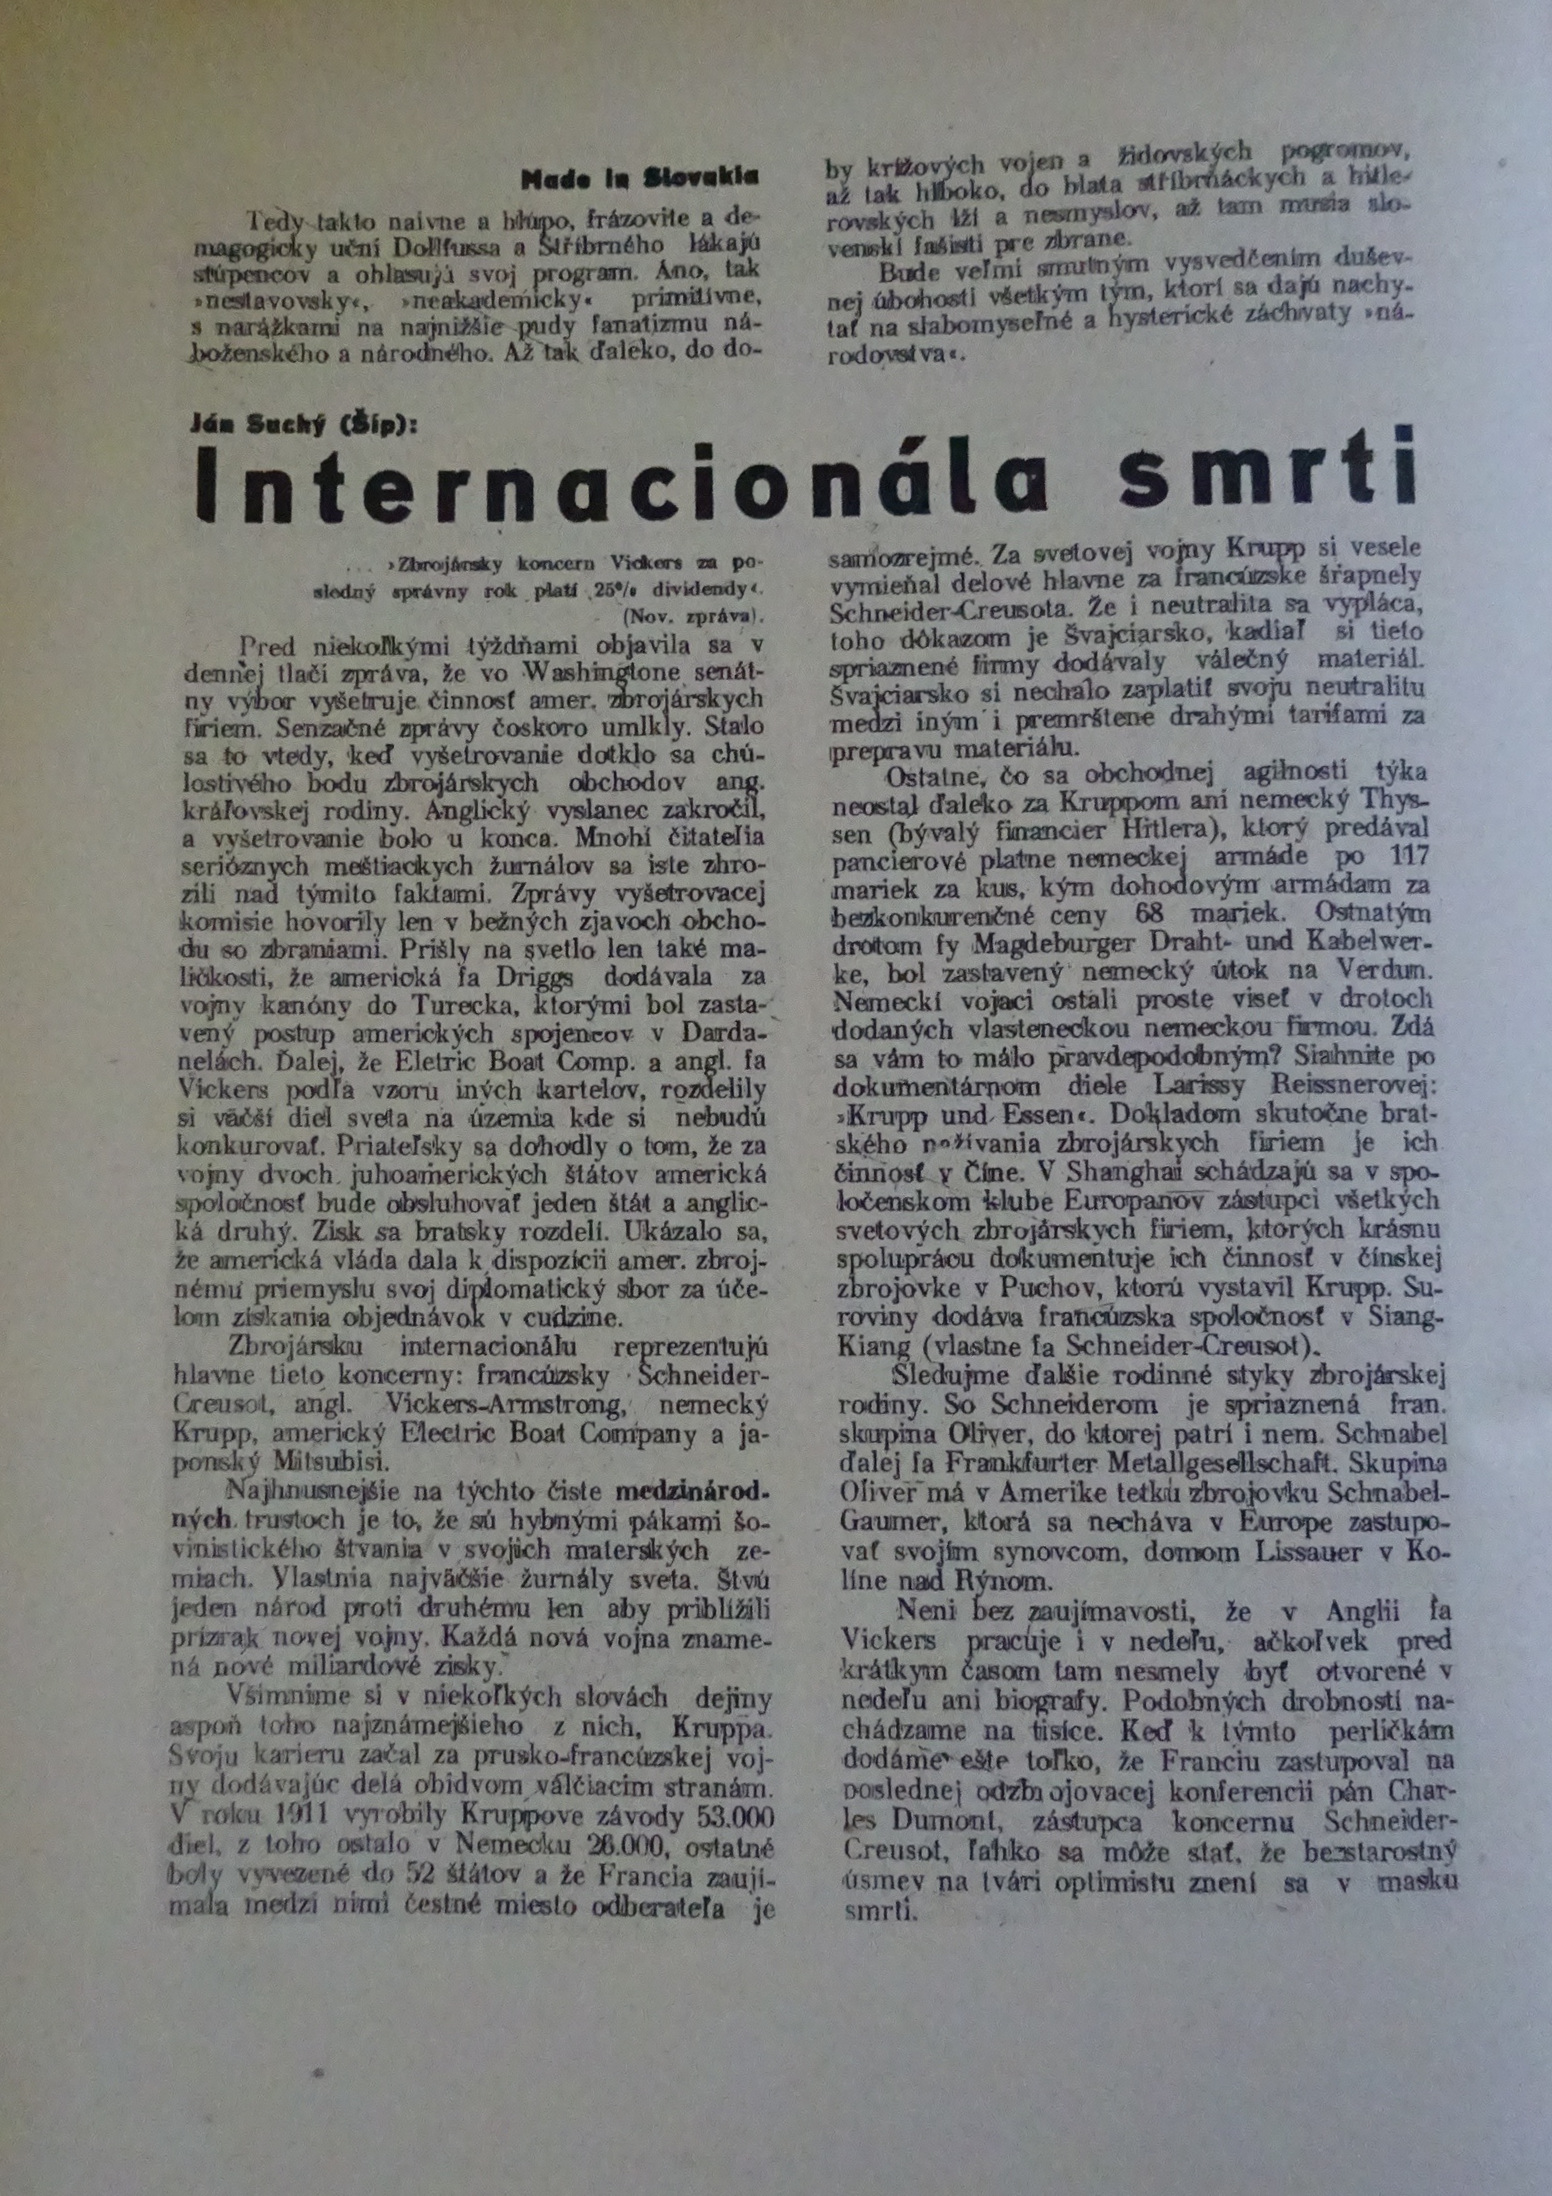 Made in Slovakia
Tedy takto naivne a hlúpo, frázovite a de-
magogicky uční Dollfussa a Stříbrného lákajú
stúpencov a ohlasujú svoj program. Áno, tak
»neslavovsky«, »neakademicky« primitívne,
s narážkami na najnižšie pudy fanatizmu ná-
boženského a národného. Až tak ďaleko, do do-
by krížových vojen a židovských pogromov,
až tak hlboko, do blata stříbrňáckych a hitle-
rovských lží a nesmyslov, až tam musia slo-
venskí fašisti pre zbrane.
Bude veľmi smutným vysvedčením dušev-
nej úbohosti všetkým tým, ktorí sa dajú nachy-
tať na slabomyseľné a hysterické záchvaty »ná-
rodovstva«.
Ján Suchý (Šíp):
Internacionála smrti
... »Zbrojársky koncern Vickers za po-
sledný správny rok platí 25% dividendy«.
(Nov. zpráva).
Pred niekoľkými týždňami objavila sa v
dennej tlači zpráva, že vo Washingtone senát-
ny výbor vyšetruje činnosť amer. zbrojárskych
firiem. Senzačné zprávy čoskoro umlkly. Stalo
sa to vtedy, keď vyšetrovanie dotklo sa chú-
lostivého bodu zbrojárskych obchodov ang.
kráľovskej rodiny. Anglický vyslanec zakročil,
a vyšetrovanie bolo u konca. Mnohí čitatelia
serióznych meštiackych žurnálov sa iste zhro-
zili nad týmito faktami. Zprávy vyšetrovacej
komisie hovorily len v bežných zjavoch obcho-
du so zbraniami. Prišly na svetlo len také ma-
ličkosti, že americká fa Driggs dodávala za
vojny kanóny do Turecka, ktorými bol zasta-
vený postup amerických spojencov v Darda-
nelách. Ďalej, že Eletric Boat Comp. a angl. fa
Vickers podľa vzoru iných kartelov, rozdelily
si väčší diel sveta na územia kde si nebudú
konkurovať. Priateľsky sa dohodly o tom, že za
vojny dvoch juhoamerických štátov americká
spoločnosť bude obsluhovať jeden štát a anglic-
ká druhý. Zisk sa bratsky rozdelí. Ukázalo sa,
že americká vláda dala k dispozícii amer. zbroj-
nému priemyslu svoj diplomatický sbor za úče-
lom získania objednávok v cudzine.
Zbrojársku internacionálu reprezentujú
hlavne tieto koncerny: francúzsky Schneider-
Creusot, angl. Vickers-Armstrong, nemecký
Krupp, americký Electric Boat Company a ja-
ponský Mitsubisi.
Najhnusnejšie na týchto čiste medzinárod-
ných trustoch je to, že sú hybnými pákami šo-
vinistického štvania v svojich materských ze-
miach. Vlastnia najväčšie žurnály sveta. Štvú
jeden národ proti druhému len aby priblížili
prízrak novej vojny. Každá nová vojna zname-
ná nové miliardové zisky.
Všimnime si v niekoľkých slovách dejiny
aspoň toho najznámejšieho z nich, Kruppa.
Svoju karieru začal za prusko-francúzskej voj-
ny dodávajúc delá obidvom válčiacim stranám.
V roku 1911 vyrobily Kruppove závody 53.000
diel, z toho ostalo v Nemecku 26.000, ostatné
boly vyvezené do 52 štátov a že Francia zaují-
mala medzi nimi čestné miesto odberateľa je
samozrejmé. Za svetovej vojny Krupp si vesele
vymieňal delové hlavne za francúzske šrapnely
Schneider-Creusota. Že i neutralita sa vypláca,
toho dôkazom je Švajciarsko, kadiaľ si tieto
spriaznené firmy dodávaly válečný materiál.
Švajciarsko si nechalo zaplatiť svoju neutralitu
medzi iným i premrštene drahými tarifami za
prepravu materiálu.
Ostatne, čo sa obchodnej agilnosti týka
neostal ďaleko za Kruppom ani nemecký Thys-
sen (bývalý financier Hitlera), ktorý predával
pancierové platne nemeckej armáde po 117
mariek za kus, kým dohodovým armádam za
bezkonkurenčné ceny 68 mariek. Ostnatým
drôtom fy Magdeburger Draht- und Kabelwer-
ke, bol zastavený nemecký útok na Verdun.
Nemeckí vojaci ostali proste viseť v drotoch
dodaných vlasteneckou nemeckou firmou. Zdá
sa vám to málo pravdepodobným? Siahnite po
dokumentárnom diele Larissy Reissnerovej:
»Krupp und Essen«. Dokladom skutočne brat-
ského nažívania zbrojárskych firiem je ich
činnosť v Číne. V Shanghai schádzajú sa v spo-
ločenskom klube Europanov zástupci všetkých
svetových zbrojárskych firiem, ktorých krásnu
spoluprácu dokumentuje ich činnosť v čínskej
zbrojovke v Puchov, ktorú vystavil Krupp. Su-
roviny dodáva francúzska spoločnosť v Siang-
Kiang (vlastne fa Schneider-Creusot).
Sledujme ďalšie rodinné styky zbrojárskej
rodiny. So Schneiderom je spriaznená fran.
skupina Oliver, do ktorej patrí i nem. Schnabel
ďalej fa Frankfurter Metallgesellschaft. Skupina
Oliver má v Amerike tetku zbrojovku Schnabel-
Gaumer, ktorá sa necháva v Europe zastupo-
vať svojím synovcom, domom Lissauer v Ko-
líne nad Rýnom.
Neni bez zaujímavosti, že v Anglii fa
Vickers pracuje i v nedeľu, ačkoľvek pred
krátkym časom tam nesmely byť otvorené v
nedeľu ani biografy. Podobných drobností na-
chádzame na tisíce. Keď k týmto perličkám
dodáme ešte toľko, že Franciu zastupoval na
poslednej odzbrojovacej konferencii pán Char-
les Dumont, zástupca koncernu Schneider-
Creusot, ľahko sa môže stať, že bezstarostný
úsmev na tvári optimistu znení sa v masku
smrti.